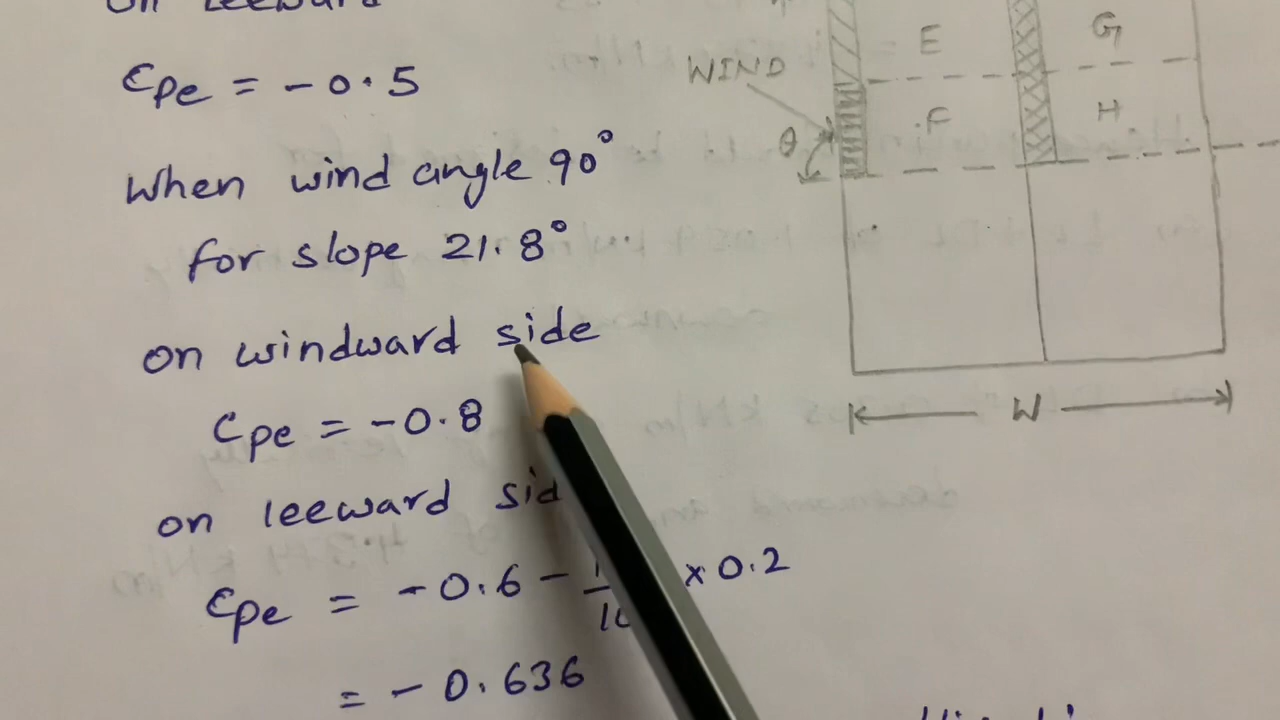 Cpe = -0.5
When wind angle 90°
for slope 21.8°
on windward side
Cpe = -0.8
on leeward
Cpe = -0.6 - × 0.2
= -0.636
WIND
θ
E
G
F
H
W